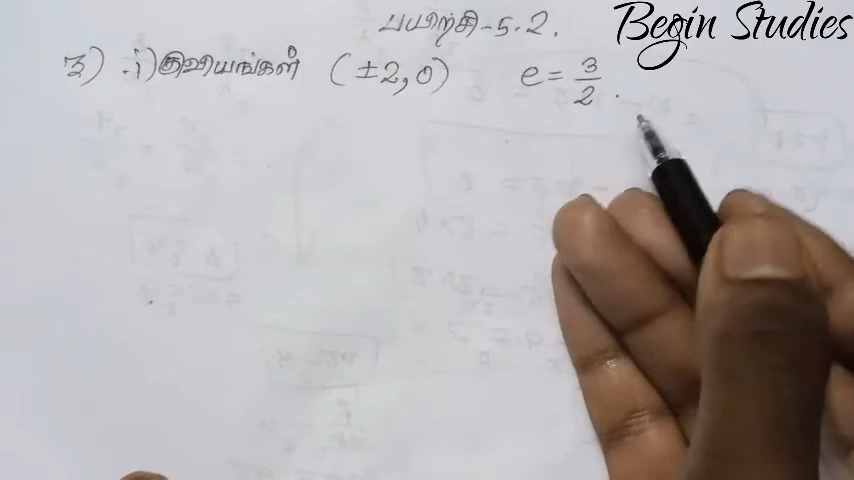 Begin Studies
பயிற்சி - 5.2.
3) i) குவியங்கள் (±2,0) e = 3/2.